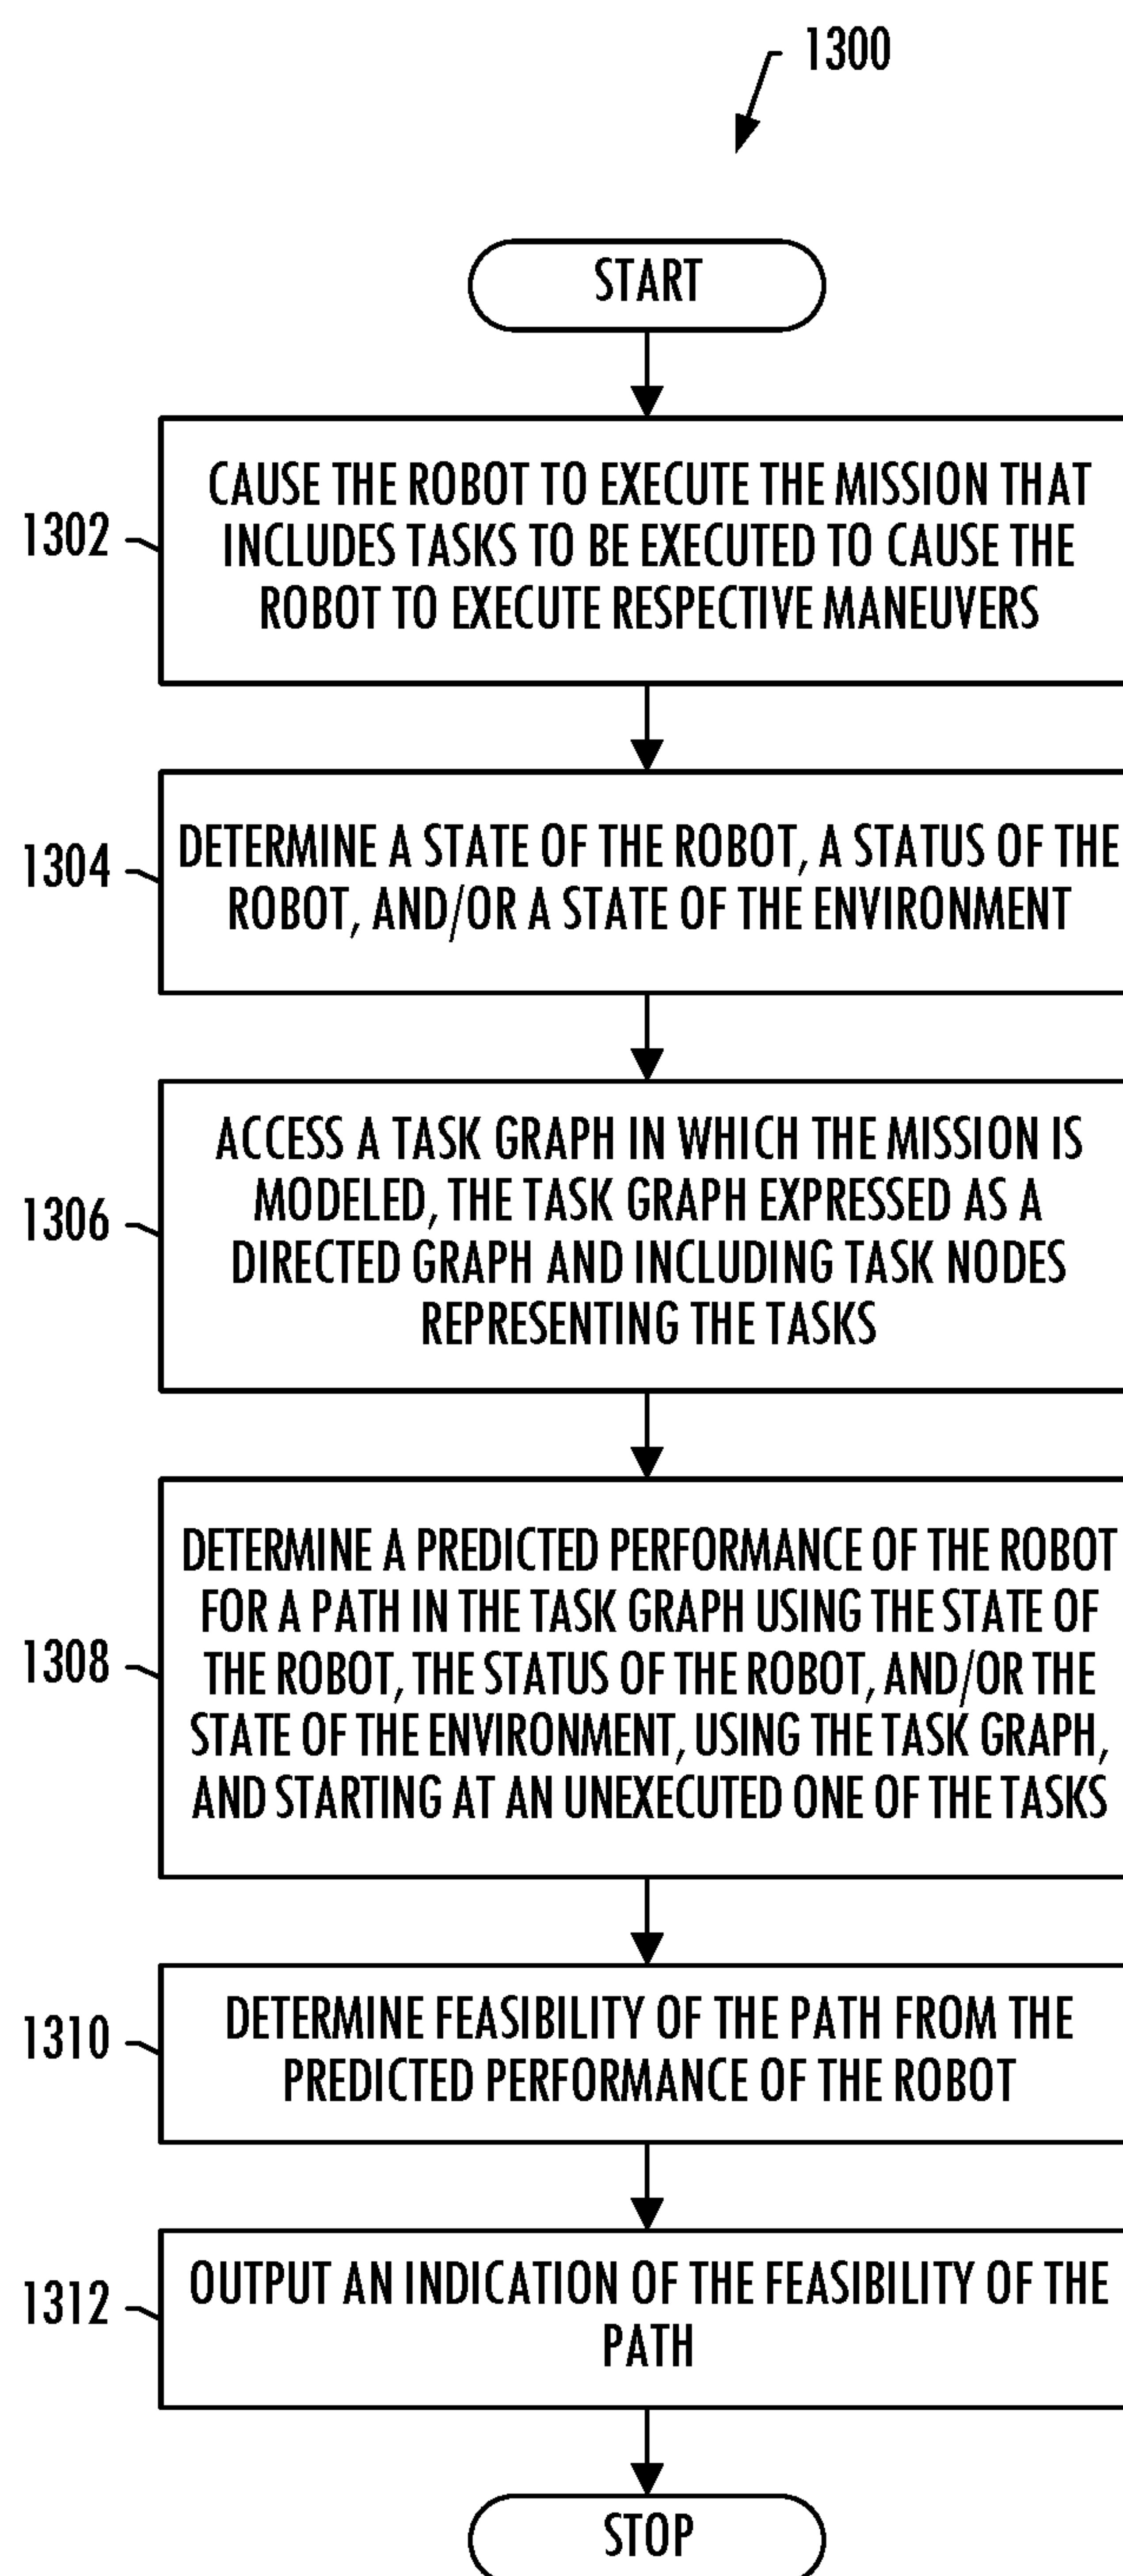 1300
START
1302
CAUSE THE ROBOT TO EXECUTE THE MISSION THAT
INCLUDES TASKS TO BE EXECUTED TO CAUSE THE
ROBOT TO EXECUTE RESPECTIVE MANEUVERS
1304
DETERMINE A STATE OF THE ROBOT, A STATUS OF THE
ROBOT, AND/OR A STATE OF THE ENVIRONMENT
1306
ACCESS A TASK GRAPH IN WHICH THE MISSION IS
MODELED, THE TASK GRAPH EXPRESSED AS A
DIRECTED GRAPH AND INCLUDING TASK NODES
REPRESENTING THE TASKS
1308
DETERMINE A PREDICTED PERFORMANCE OF THE ROBOT
FOR A PATH IN THE TASK GRAPH USING THE STATE OF
THE ROBOT, THE STATUS OF THE ROBOT, AND/OR THE
STATE OF THE ENVIRONMENT, USING THE TASK GRAPH,
AND STARTING AT AN UNEXECUTED ONE OF THE TASKS
1310
DETERMINE FEASIBILITY OF THE PATH FROM THE
PREDICTED PERFORMANCE OF THE ROBOT
1312
OUTPUT AN INDICATION OF THE FEASIBILITY OF THE
PATH
STOP